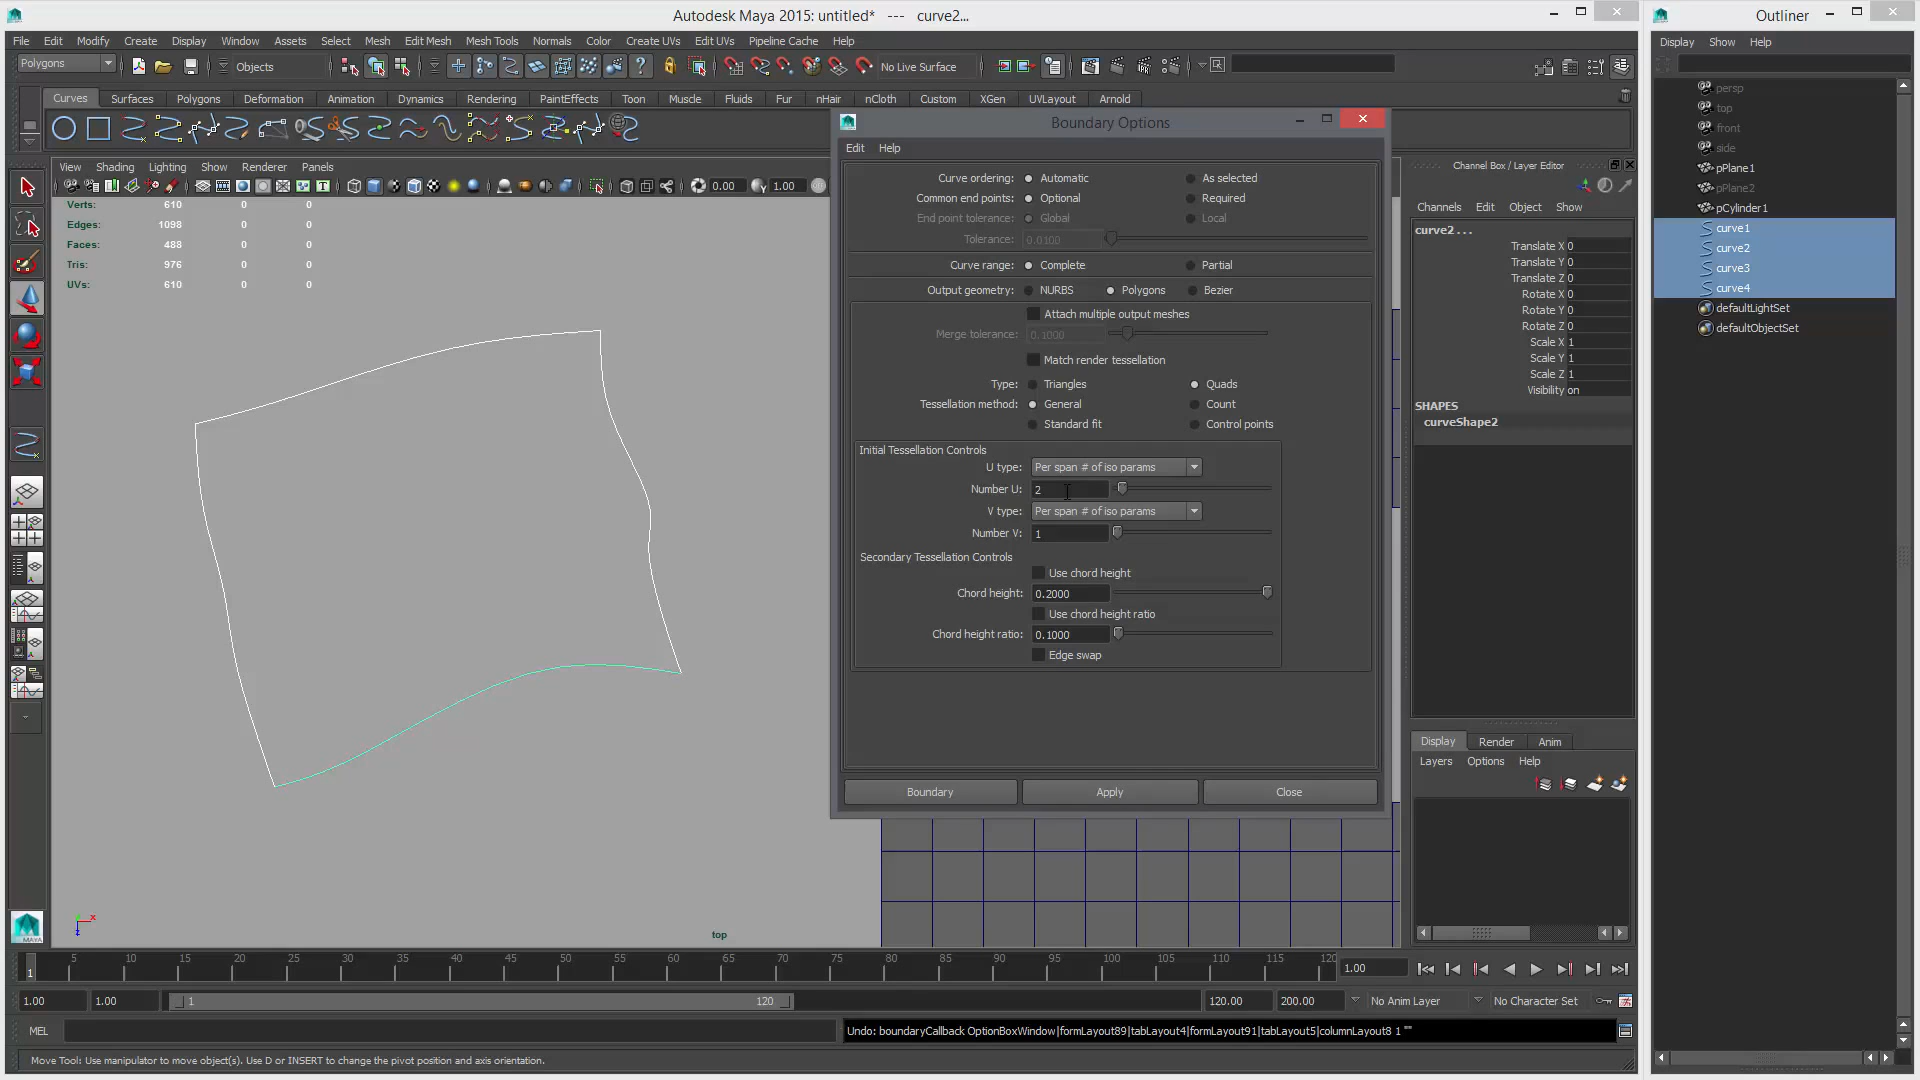 Autodesk Maya 2015: untitled*   ---   curve2...
File Edit Modify Create Display Window Assets Select Mesh Edit Mesh Mesh Tools Normals Color Create UVs Edit UVs Pipeline Cache Help
Polygons Objects No Live Surface
Curves Surfaces Polygons Deformation Animation Dynamics Rendering PaintEffects Toon Muscle Fluids Fur nHair nCloth Custom XGen UVLayout Arnold
View Shading Lighting Show Renderer Panels
0.00 1.00
Verts: 610 0 0
Edges: 1098 0 0
Faces: 488 0 0
Tris: 976 0 0
UVs: 610 0 0
top
Boundary Options
Edit Help
Curve ordering: Automatic As selected
Common end points: Optional Required
End point tolerance: Global Local
Tolerance: 0.0100
Curve range: Complete Partial
Output geometry: NURBS Polygons Bezier
Attach multiple output meshes
Merge tolerance: 0.1000
Match render tessellation
Type: Triangles Quads
Tessellation method: General Count
Standard fit Control points
Initial Tessellation Controls
U type: Per span # of iso params
Number U: 2
V type: Per span # of iso params
Number V: 1
Secondary Tessellation Controls
Use chord height
Chord height: 0.2000
Use chord height ratio
Chord height ratio: 0.1000
Edge swap
Boundary Apply Close
Channel Box / Layer Editor
Channels Edit Object Show
curve2 . . .
Translate X 0
Translate Y 0
Translate Z 0
Rotate X 0
Rotate Y 0
Rotate Z 0
Scale X 1
Scale Y 1
Scale Z 1
Visibility on
SHAPES
curveShape2
Display Render Anim
Layers Options Help
Outliner
Display Show Help
persp
top
front
side
pPlane1
pPlane2
pCylinder1
curve1
curve2
curve3
curve4
defaultLightSet
defaultObjectSet
1 5 10 15 20 25 30 35 40 45 50 55 60 65 70 75 80 85 90 95 100 105 110 115 120 1.00
1.00 1.00 1 120 120.00 200.00 No Anim Layer No Character Set
MEL Undo: boundaryCallback OptionBoxWindow|formLayout89|tabLayout4|formLayout91|tabLayout5|columnLayout8 1 ""
Move Tool: Use manipulator to move object(s). Use D or INSERT to change the pivot position and axis orientation.